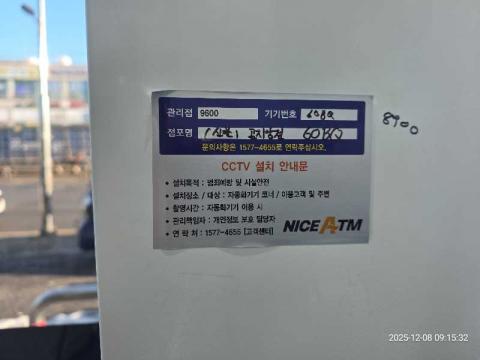 관리점 9600 기기번호 60BQ
점포명 60BQ
문의사항은 1577-4655로 연락주십시오.
8900
CCTV 설치 안내문
• 설치목적 : 범죄예방 및 시설안전
• 설치장소 / 대상 : 자동화기기 코너 / 이용고객 및 주변
• 촬영시간 : 자동화기기 이용 시
• 관리책임자 : 개인정보 보호 담당자
• 연 락 처 : 1577-4655 [고객센터]
NICE ATM
2025-12-08 09:15:32